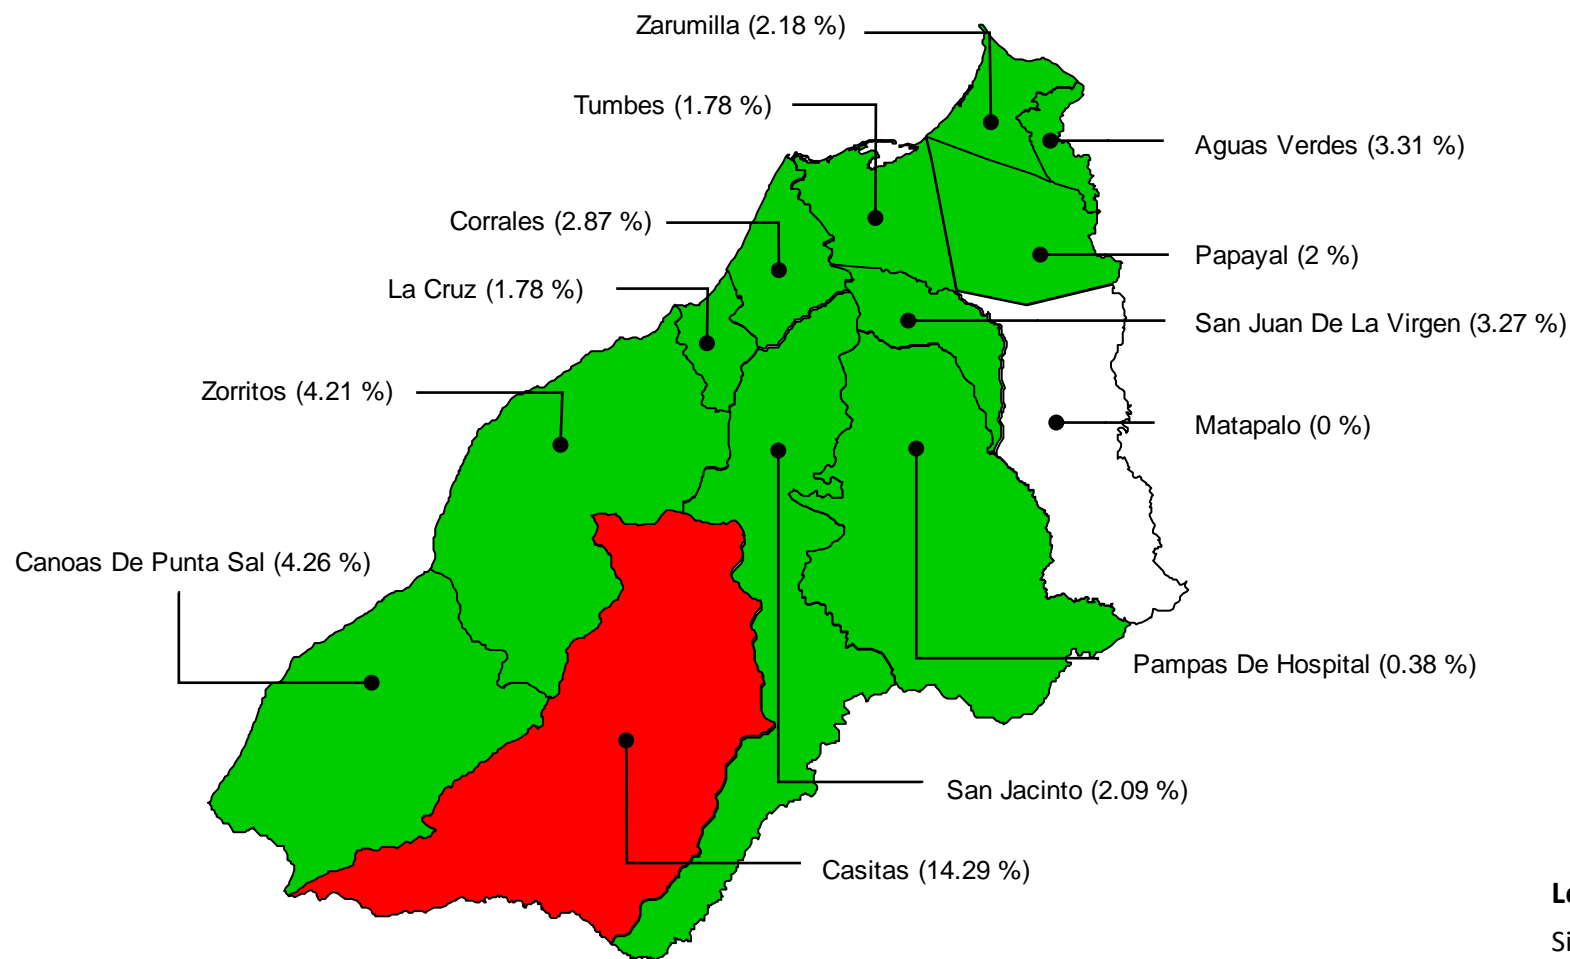 Zarumilla (2.18 %)
Tumbes (1.78 %)
Aguas Verdes (3.31 %)
Corrales (2.87 %)
Papayal (2 %)
La Cruz (1.78 %)
San Juan De La Virgen (3.27 %)
Zorritos (4.21 %)
Matapalo (0 %)
Canoas De Punta Sal (4.26 %)
Pampas De Hospital (0.38 %)
San Jacinto (2.09 %)
Casitas (14.29 %)